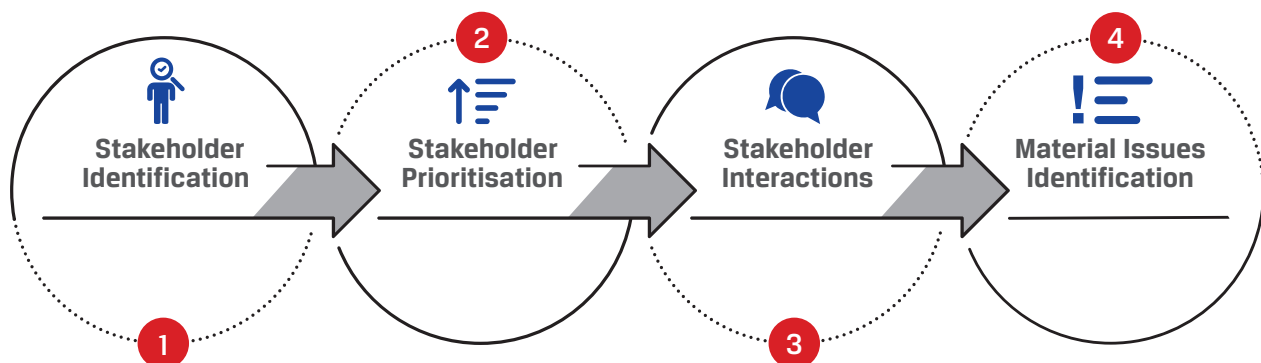 2
4
Stakeholder
Identification
Stakeholder
Prioritisation
Stakeholder
Interactions
Material Issues
Identification
1
3